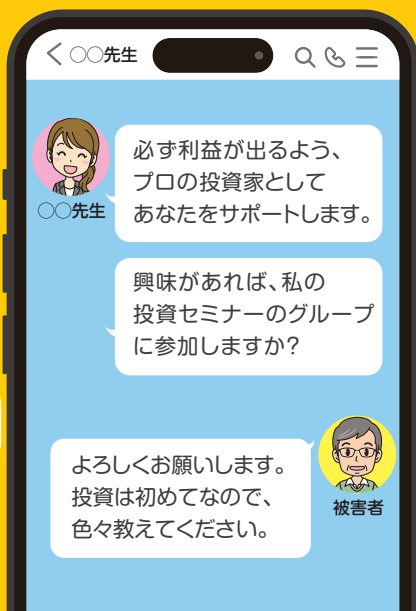 ○○先生
必ず利益が出るよう、
プロの投資家として
あなたをサポートします。
○○先生
興味があれば、私の
投資セミナーのグループ
に参加しますか?
よろしくお願いします。
投資は初めてなので、
色々教えてください。
被害者